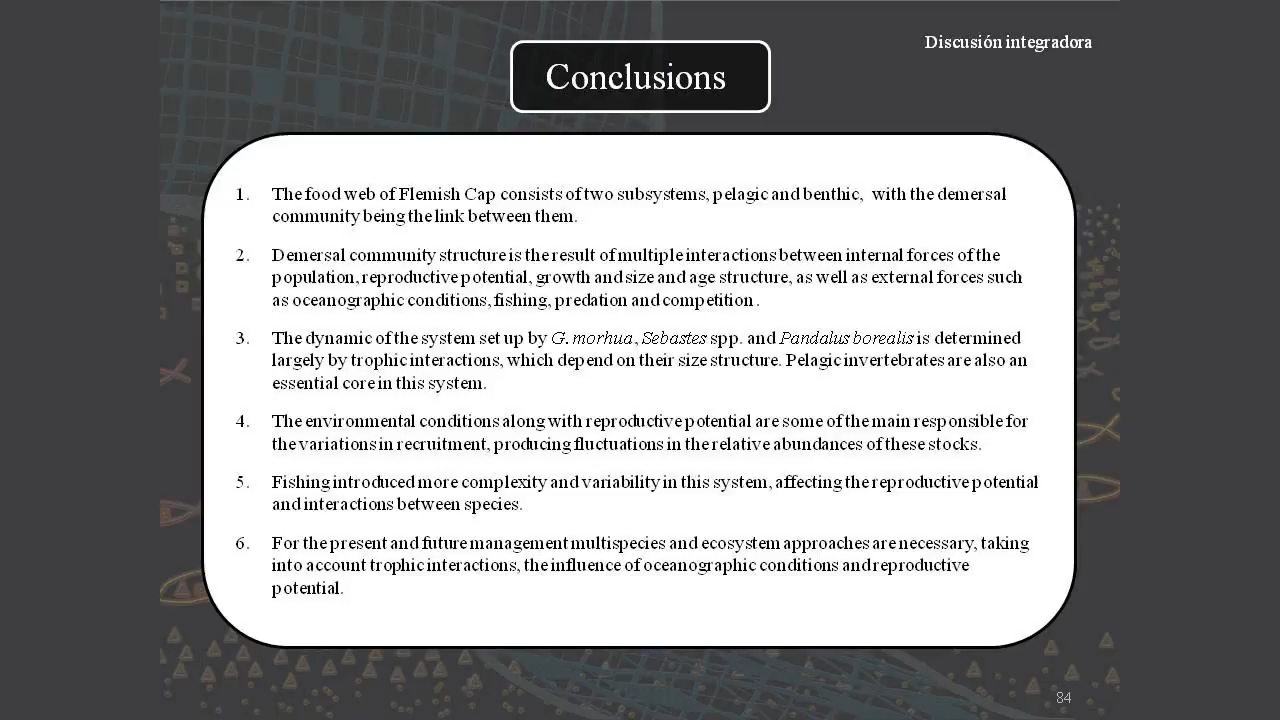 Discusión integradora
Conclusions
1. The food web of Flemish Cap consists of two subsystems, pelagic and benthic, with the demersal
community being the link between them.
2. Demersal community structure is the result of multiple interactions between internal forces of the
population, reproductive potential, growth and size and age structure, as well as external forces such
as oceanographic conditions, fishing, predation and competition.
3. The dynamic of the system set up by G. morhua, Sebastes spp. and Pandalus borealis is determined
largely by trophic interactions, which depend on their size structure. Pelagic invertebrates are also an
essential core in this system.
4. The environmental conditions along with reproductive potential are some of the main responsible for
the variations in recruitment, producing fluctuations in the relative abundances of these stocks.
5. Fishing introduced more complexity and variability in this system, affecting the reproductive potential
and interactions between species.
6. For the present and future management multispecies and ecosystem approaches are necessary, taking
into account trophic interactions, the influence of oceanographic conditions and reproductive
potential.
84